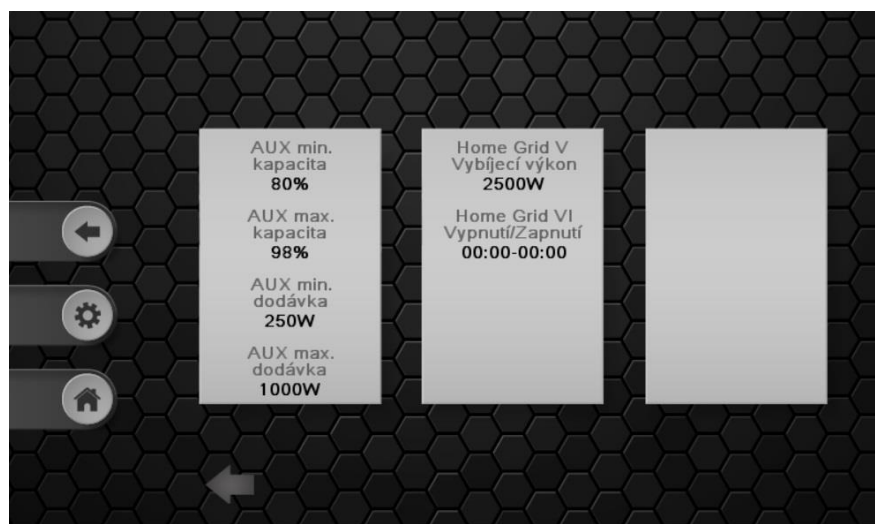 AUX min.
kapacita
80%
AUX max.
kapacita
98%
AUX min.
dodávka
250W
AUX max.
dodávka
1000W
Home Grid V
Vybíjecí výkon
2500W
Home Grid VI
Vypnutí/Zapnutí
00:00-00:00